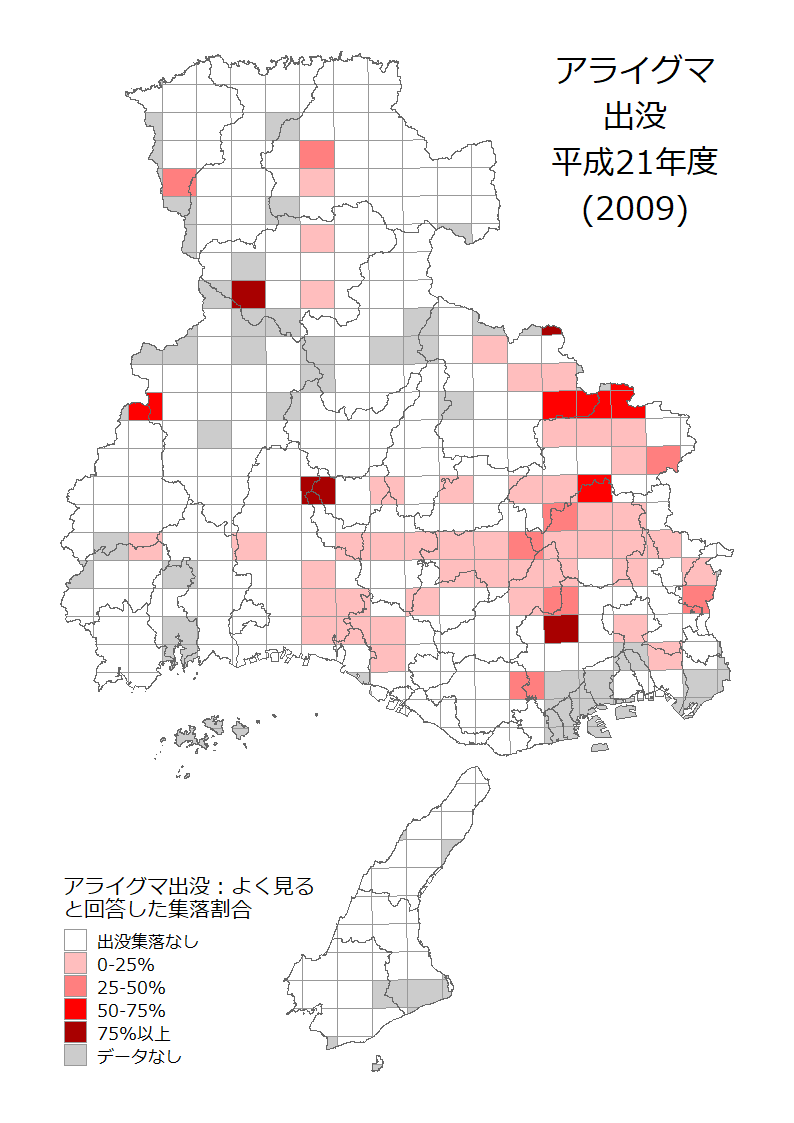 アライグマ
出没
平成21年度
(2009)
アライグマ出没：よく見る
と回答した集落割合
出没集落なし
0-25%
25-50%
50-75%
75%以上
データなし